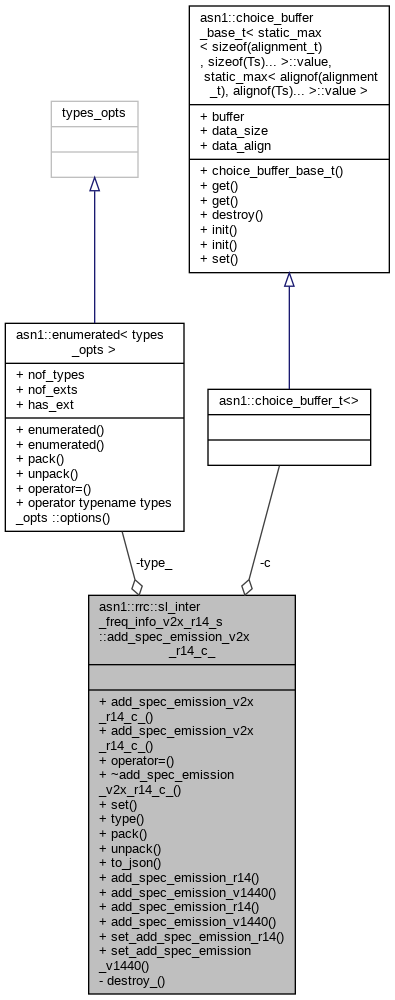 asn1::choice_buffer
_base_t< static_max
< sizeof(alignment_t)
, sizeof(Ts)... >::value,
static_max< alignof(alignment
_t), alignof(Ts)... >::value >
+ buffer
+ data_size
+ data_align
+ choice_buffer_base_t()
+ get()
+ get()
+ destroy()
+ init()
+ init()
+ set()
types_opts
asn1::enumerated< types
_opts >
+ nof_types
+ nof_exts
+ has_ext
+ enumerated()
+ enumerated()
+ pack()
+ unpack()
+ operator=()
+ operator typename types
_opts ::options()
asn1::choice_buffer_t<>
-type_
-c
asn1::rrc::sl_inter
_freq_info_v2x_r14_s
::add_spec_emission_v2x
_r14_c_
+ add_spec_emission_v2x
_r14_c_()
+ add_spec_emission_v2x
_r14_c_()
+ operator=()
+ ~add_spec_emission
_v2x_r14_c_()
+ set()
+ type()
+ pack()
+ unpack()
+ to_json()
+ add_spec_emission_r14()
+ add_spec_emission_v1440()
+ add_spec_emission_r14()
+ add_spec_emission_v1440()
+ set_add_spec_emission_r14()
+ set_add_spec_emission
_v1440()
- destroy_()